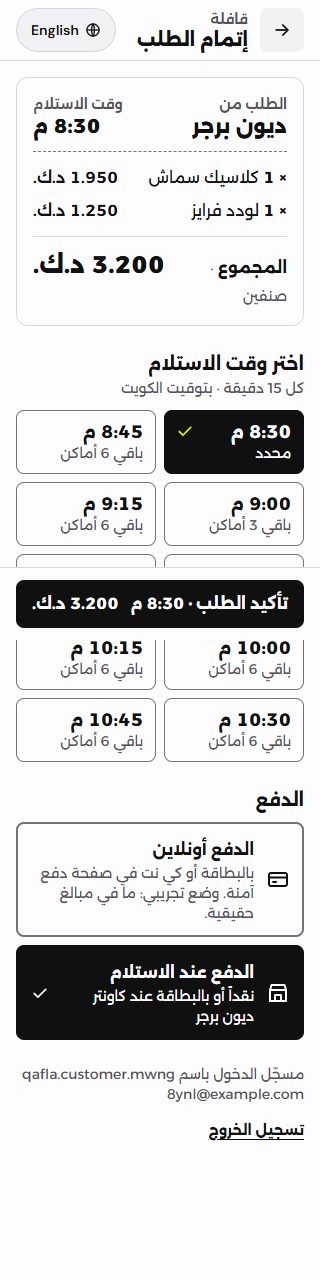 قافلة
إتمام الطلب
English
الطلب من
ديون برجر
وقت الاستلام
8:30 م
× 1 كلاسيك سماش
1.950 د.ك.
× 1 لودد فرايز
1.250 د.ك.
المجموع ·
صنفين
3.200 د.ك.
اختر وقت الاستلام
كل 15 دقيقة · بتوقيت الكويت
8:30 م
محدد
8:45 م
باقي 6 أماكن
9:00 م
باقي 3 أماكن
9:15 م
باقي 6 أماكن
تأكيد الطلب · 8:30 م
3.200 د.ك.
10:00 م
باقي 6 أماكن
10:15 م
باقي 6 أماكن
10:30 م
باقي 6 أماكن
10:45 م
باقي 6 أماكن
الدفع
الدفع أونلاين
بالبطاقة أو كي نت في صفحة دفع
آمنة. وضع تجريبي: ما في مبالغ
حقيقية.
الدفع عند الاستلام
نقداً أو بالبطاقة عند كاونتر
ديون برجر
مسجّل الدخول باسم qafla.customer.mwng
8ynl@example.com
تسجيل الخروج